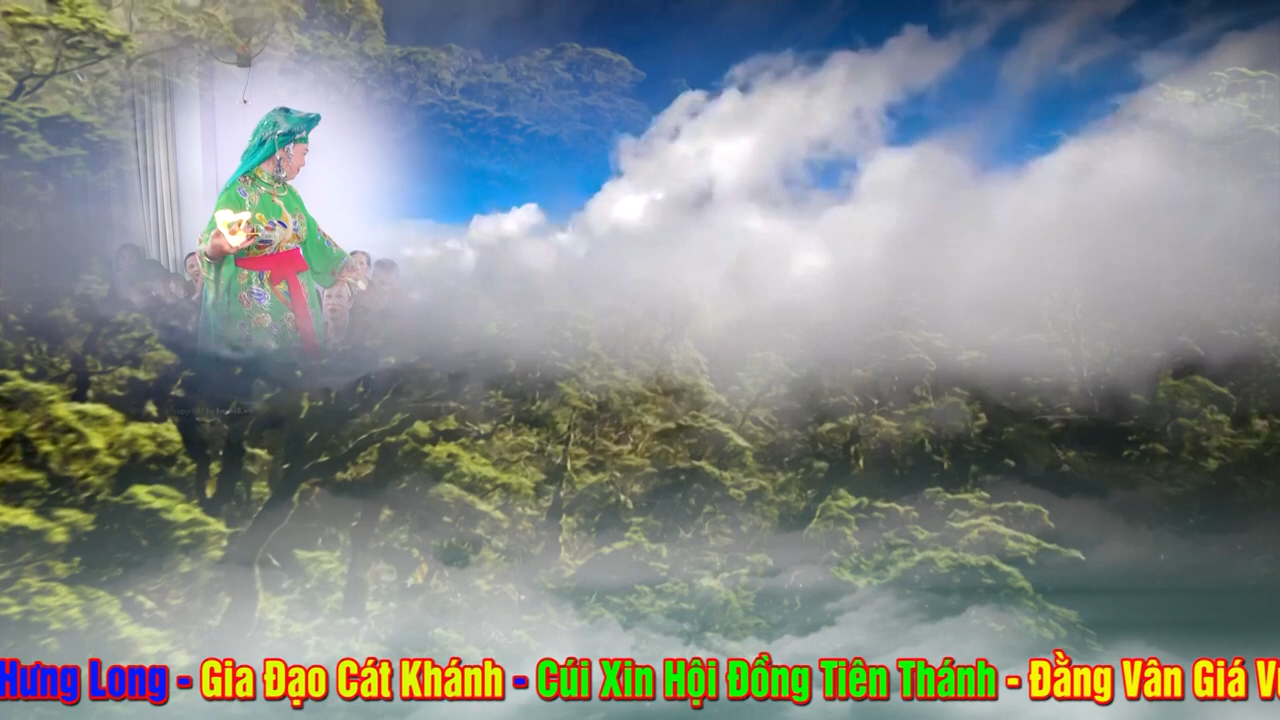 Hưng Long - Gia Đạo Cát Khánh - Cúi Xin Hội Đồng Tiên Thánh - Đằng Vân Giá